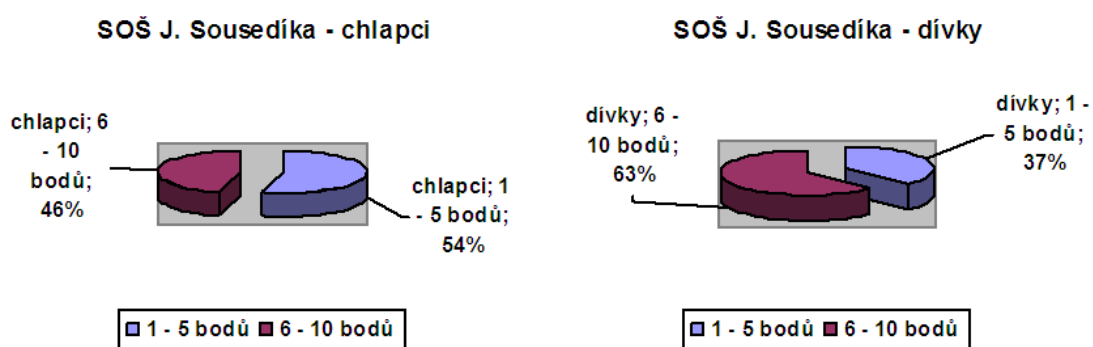 SOŠ J. Sousedíka - chlapci
chlapci; 6
- 10
bodů;
46%
chlapci; 1
- 5 bodů;
54%
1 - 5 bodů 6 - 10 bodů
SOŠ J. Sousedíka - dívky
dívky; 6 -
10 bodů;
63%
dívky; 1 -
5 bodů;
37%
1 - 5 bodů 6 - 10 bodů